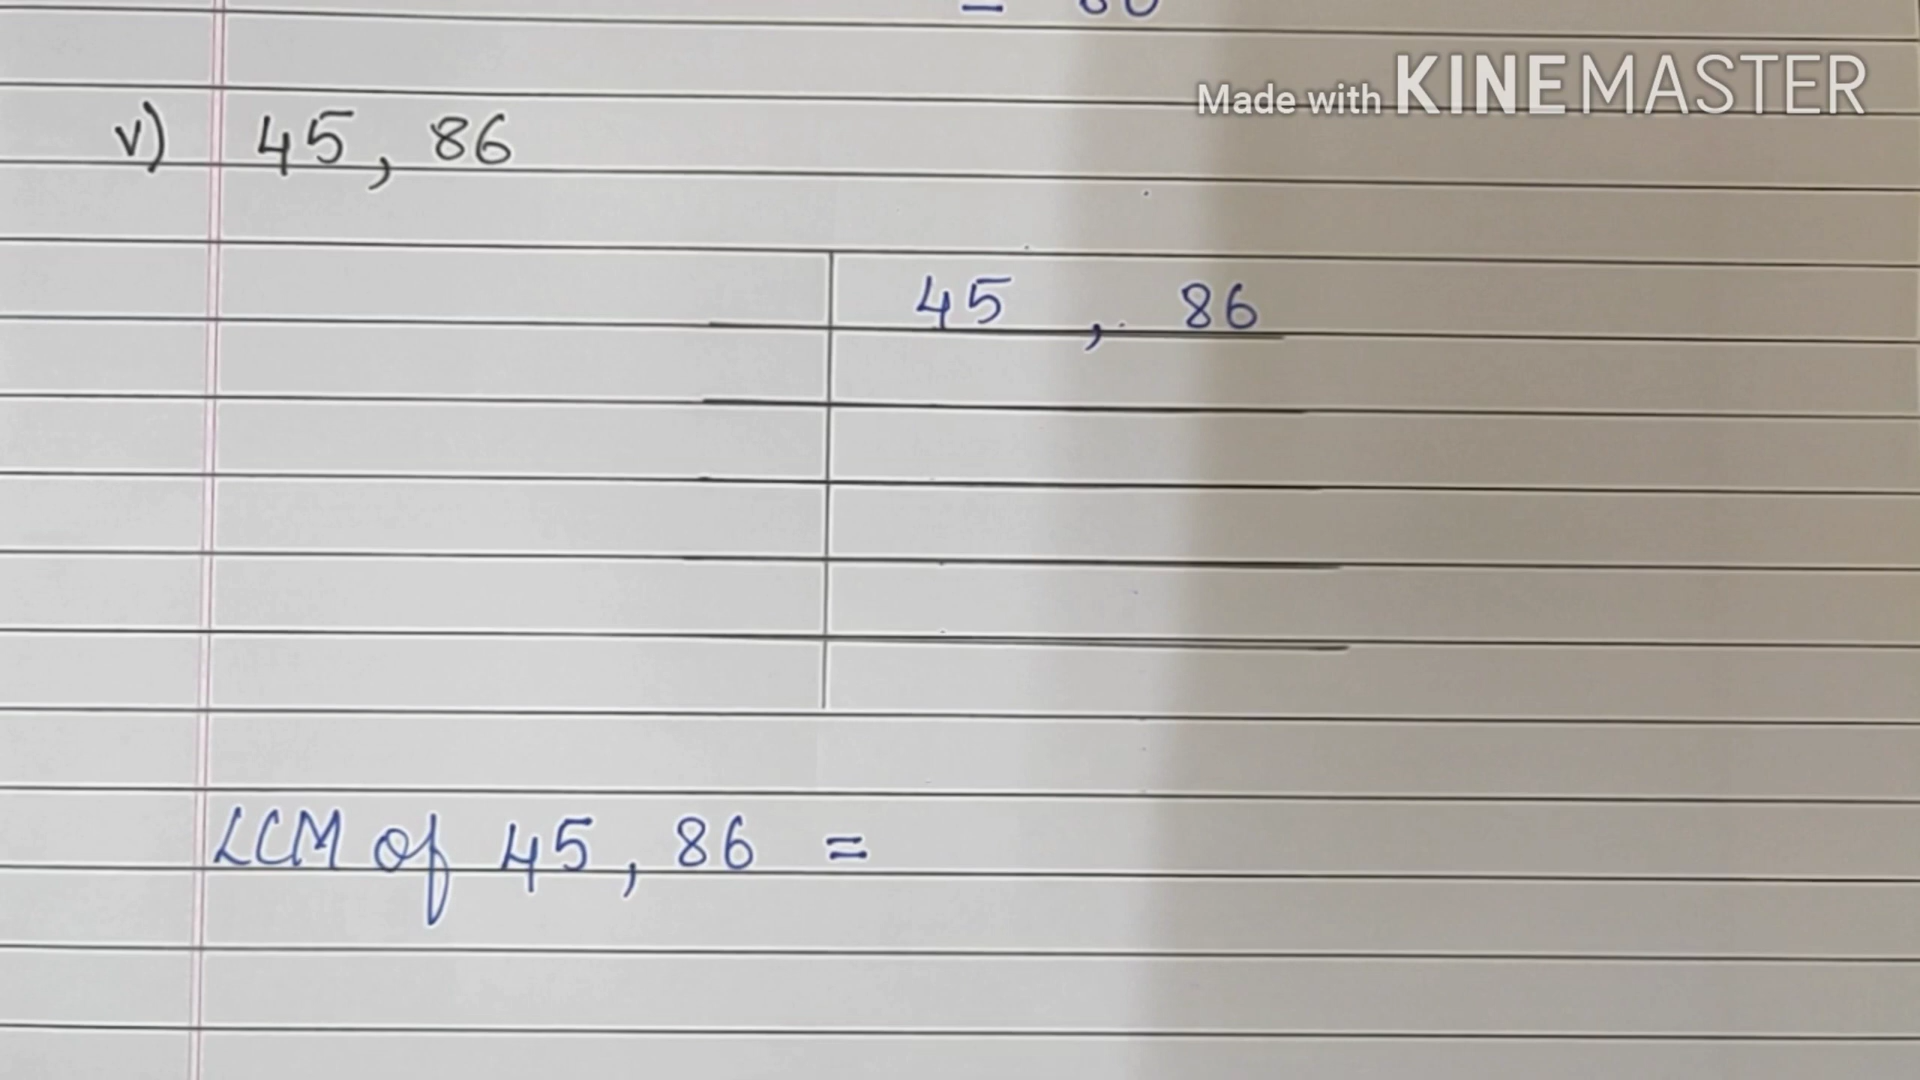 Made with KINEMASTER
v) 45, 86
45 , 86
LCM of 45, 86 =